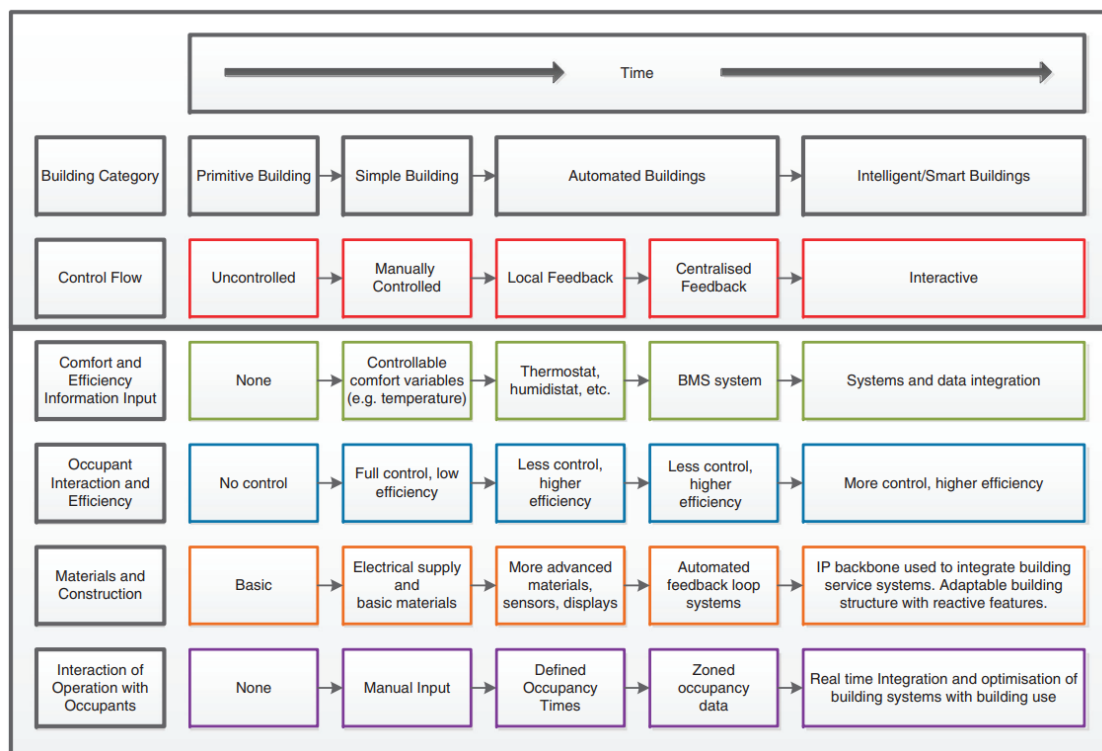 Time
Building Category
Primitive Building
Simple Building
Automated Buildings
Intelligent/Smart Buildings
Control Flow
Uncontrolled
Manually
Controlled
Local Feedback
Centralised
Feedback
Interactive
Comfort and
Efficiency
Information Input
None
Controllable
comfort variables
(e.g. temperature)
Thermostat,
humidistat, etc.
BMS system
Systems and data integration
Occupant
Interaction and
Efficiency
No control
Full control, low
efficiency
Less control,
higher
efficiency
Less control,
higher
efficiency
More control, higher efficiency
Materials and
Construction
Basic
Electrical supply
and
basic materials
More advanced
materials,
sensors, displays
Automated
feedback loop
systems
IP backbone used to integrate building
service systems. Adaptable building
structure with reactive features.
Interaction of
Operation with
Occupants
None
Manual Input
Defined
Occupancy
Times
Zoned
occupancy
data
Real time Integration and optimisation of
building systems with building use